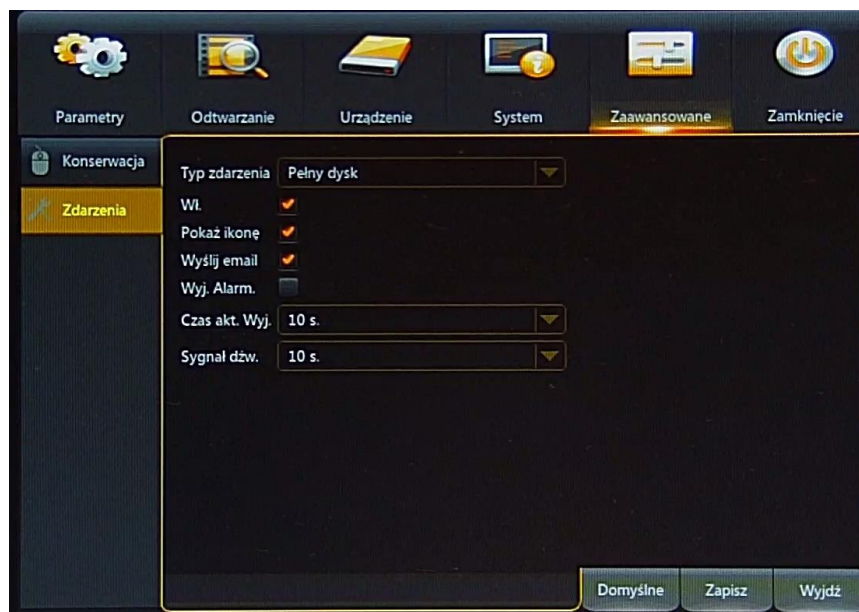 Parametry
Odtwarzanie
Urządzenie
System
Zaawansowane
Zamknięcie
Konserwacja
Zdarzenia
Typ zdarzenia Pełny dysk
Wł.
Pokaż ikonę
Wyślij email
Wyj. Alarm.
Czas akt. Wyj. 10 s.
Sygnał dźw. 10 s.
Domyślne
Zapisz
Wyjdź